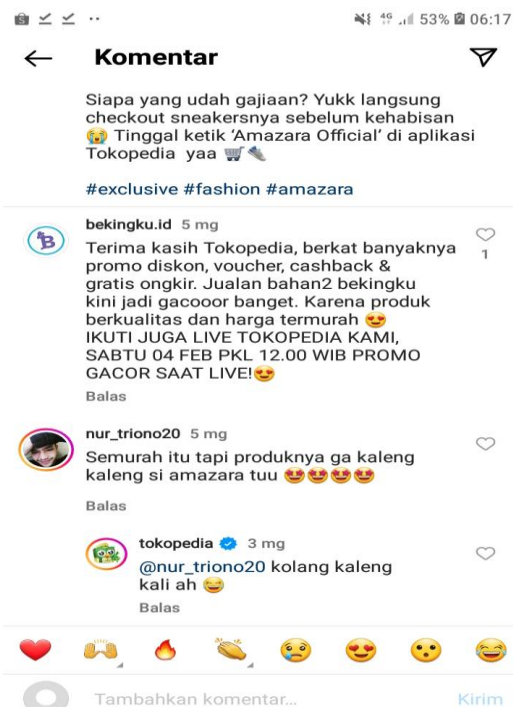 4G 53% 06:17
Komentar
Siapa yang udah gajiaan? Yukk langsung
checkout sneakersnya sebelum kehabisan
😭 Tinggal ketik ‘Amazara Official’ di aplikasi
Tokopedia yaa 🛒👟
#exclusive #fashion #amazara
bekingku.id 5 mg
Terima kasih Tokopedia, berkat banyaknya
promo diskon, voucher, cashback &
gratis ongkir. Jualan bahan2 bekingku
kini jadi gacooor banget. Karena produk
berkualitas dan harga termurah 😍
IKUTI JUGA LIVE TOKOPEDIA KAMI,
SABTU 04 FEB PKL 12.00 WIB PROMO
GACOR SAAT LIVE!😍
1
Balas
nur_triono20 5 mg
Semurah itu tapi produknya ga kaleng
kaleng si amazara tuu 🤩🤩🤩🤩
Balas
tokopedia 3 mg
@nur_triono20 kolang kaleng
kali ah 😂
Balas
Tambahkan komentar... Kirim